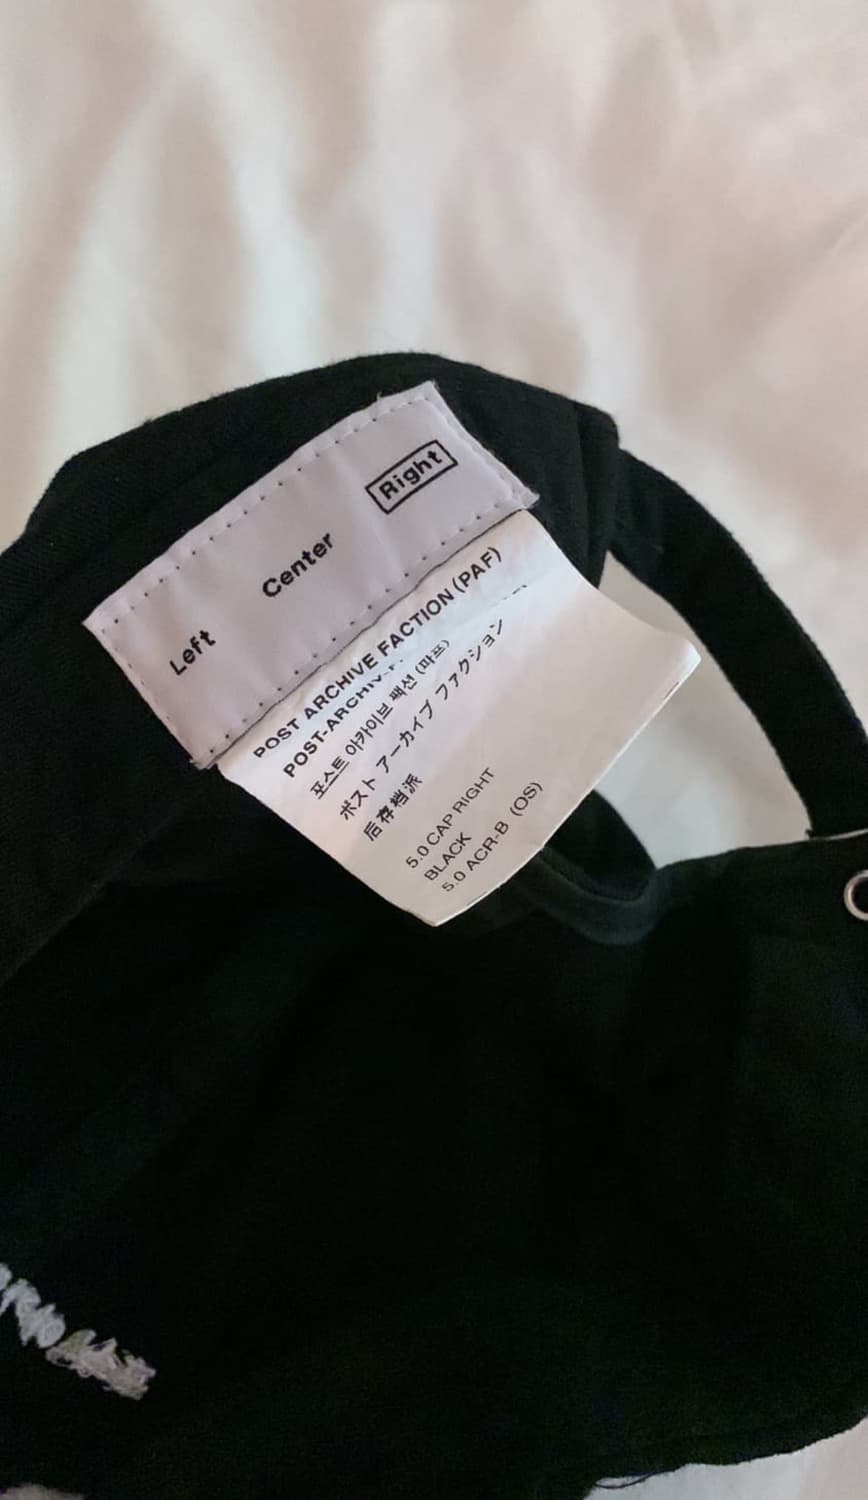 Left Center Right
POST ARCHIVE FACTION (PAF)
POST-ARCHIV
포스트 아카이브 팩션 (파프)
ポスト アーカイブ ファクション
后存档派
5.0 CAP RIGHT
BLACK
5.0 ACR-B (OS)